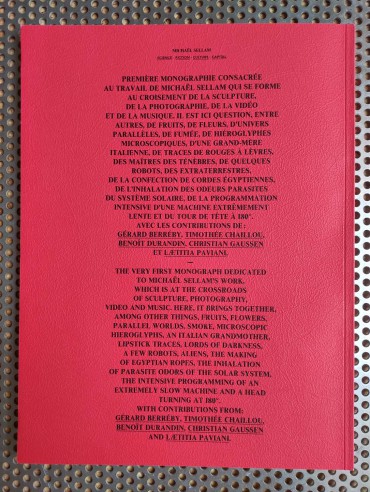 MICHAËL SELLAM
SCIENCE · FICTION · CULTURE · CAPITAL
PREMIÈRE MONOGRAPHIE CONSACRÉE
AU TRAVAIL DE MICHAËL SELLAM QUI SE FORME
AU CROISEMENT DE LA SCULPTURE,
DE LA PHOTOGRAPHIE, DE LA VIDÉO
ET DE LA MUSIQUE. IL EST ICI QUESTION, ENTRE
AUTRES, DE FRUITS, DE FLEURS, D'UNIVERS
PARALLÈLES, DE FUMÉE, DE HIÉROGLYPHES
MICROSCOPIQUES, D'UNE GRAND-MÈRE
ITALIENNE, DE TRACES DE ROUGES À LÈVRES,
DES MAÎTRES DES TÉNÈBRES, DE QUELQUES
ROBOTS, DES EXTRATERRESTRES,
DE LA CONFECTION DE CORDES ÉGYPTIENNES,
DE L'INHALATION DES ODEURS PARASITES
DU SYSTÈME SOLAIRE, DE LA PROGRAMMATION
INTENSIVE D'UNE MACHINE EXTRÊMEMENT
LENTE ET DU TOUR DE TÊTE À 180°.
AVEC LES CONTRIBUTIONS DE :
GÉRARD BERRÉBY, TIMOTHÉE CHAILLOU,
BENOÎT DURANDIN, CHRISTIAN GAUSSEN
ET LÆTITIA PAVIANI.
—
THE VERY FIRST MONOGRAPH DEDICATED
TO MICHAËL SELLAM'S WORK,
WHICH IS AT THE CROSSROADS
OF SCULPTURE, PHOTOGRAPHY,
VIDEO AND MUSIC. HERE, IT BRINGS TOGETHER,
AMONG OTHER THINGS, FRUITS, FLOWERS,
PARALLEL WORLDS, SMOKE, MICROSCOPIC
HIEROGLYPHS, AN ITALIAN GRANDMOTHER,
LIPSTICK TRACES, LORDS OF DARKNESS,
A FEW ROBOTS, ALIENS, THE MAKING
OF EGYPTIAN ROPES, THE INHALATION
OF PARASITE ODORS OF THE SOLAR SYSTEM,
THE INTENSIVE PROGRAMING OF AN
EXTREMELY SLOW MACHINE AND A HEAD
TURNING AT 180°.
WITH CONTRIBUTIONS FROM:
GÉRARD BERRÉBY, TIMOTHÉE CHAILLOU,
BENOÎT DURANDIN, CHRISTIAN GAUSSEN
AND LÆTITIA PAVIANI.